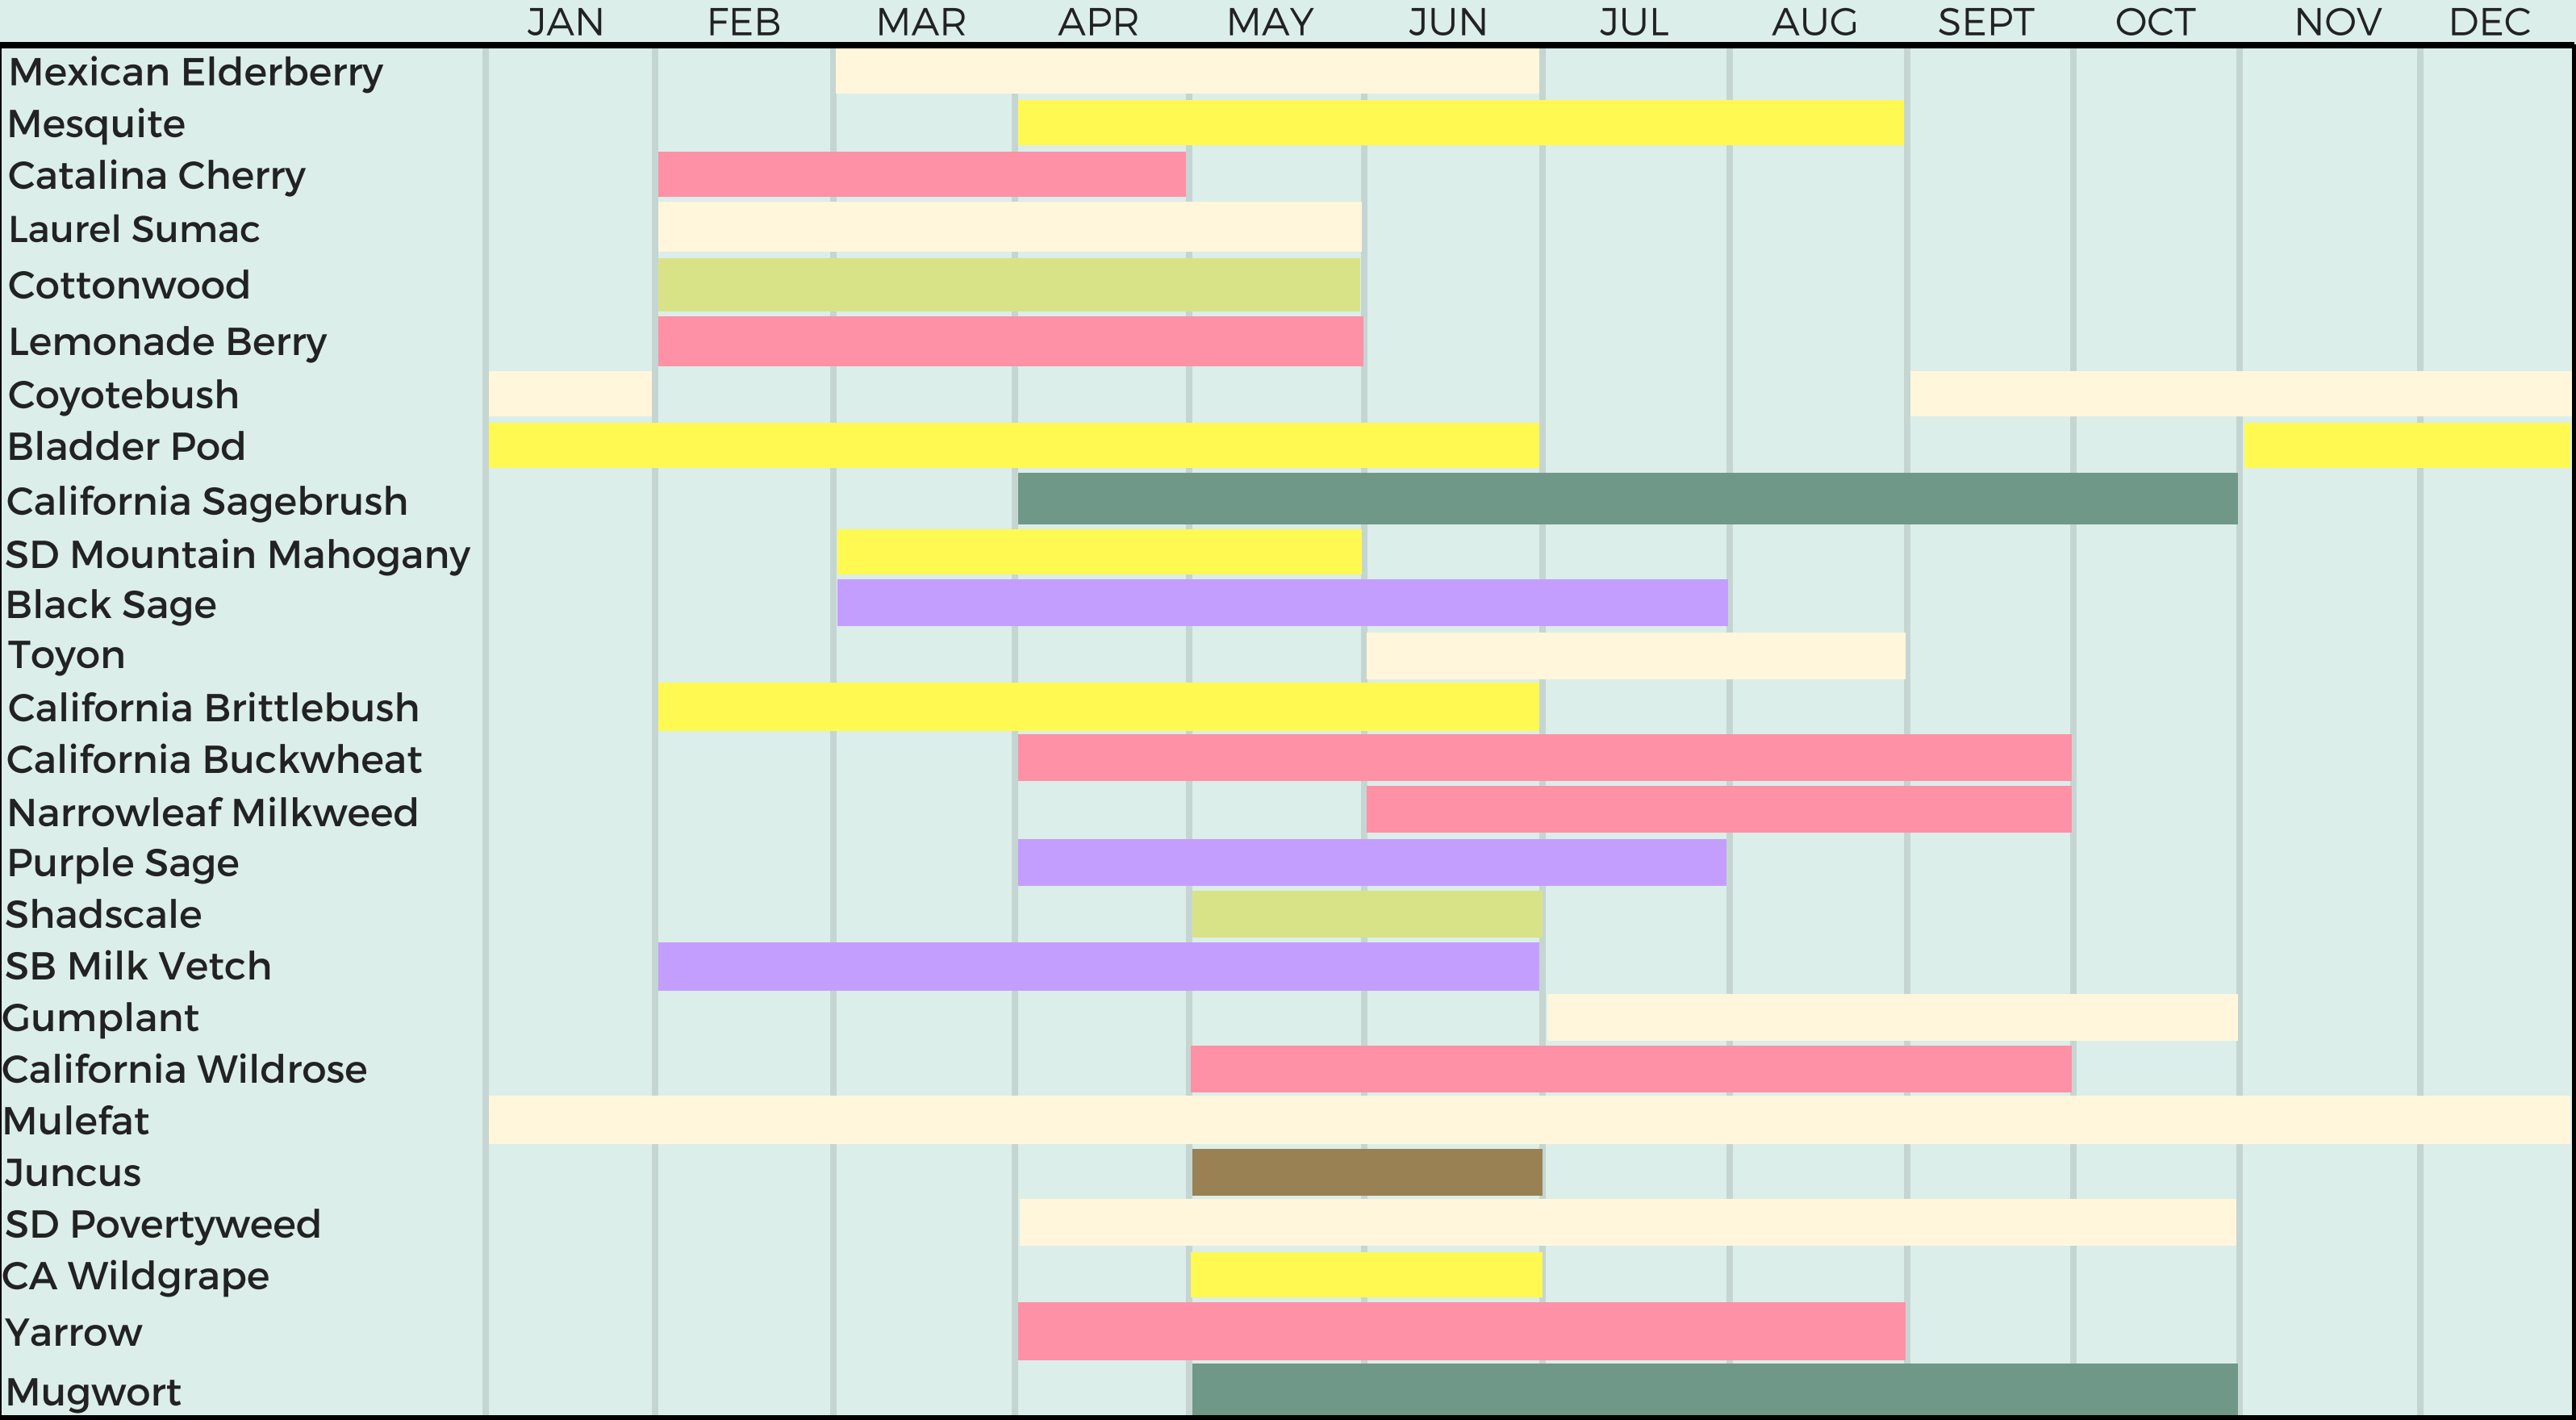 JAN FEB MAR APR MAY JUN JUL AUG SEPT OCT NOV DEC
Mexican Elderberry
Mesquite
Catalina Cherry
Laurel Sumac
Cottonwood
Lemonade Berry
Coyotebush
Bladder Pod
California Sagebrush
SD Mountain Mahogany
Black Sage
Toyon
California Brittlebush
California Buckwheat
Narrowleaf Milkweed
Purple Sage
Shadscale
SB Milk Vetch
Gumplant
California Wildrose
Mulefat
Juncus
SD Povertyweed
CA Wildgrape
Yarrow
Mugwort